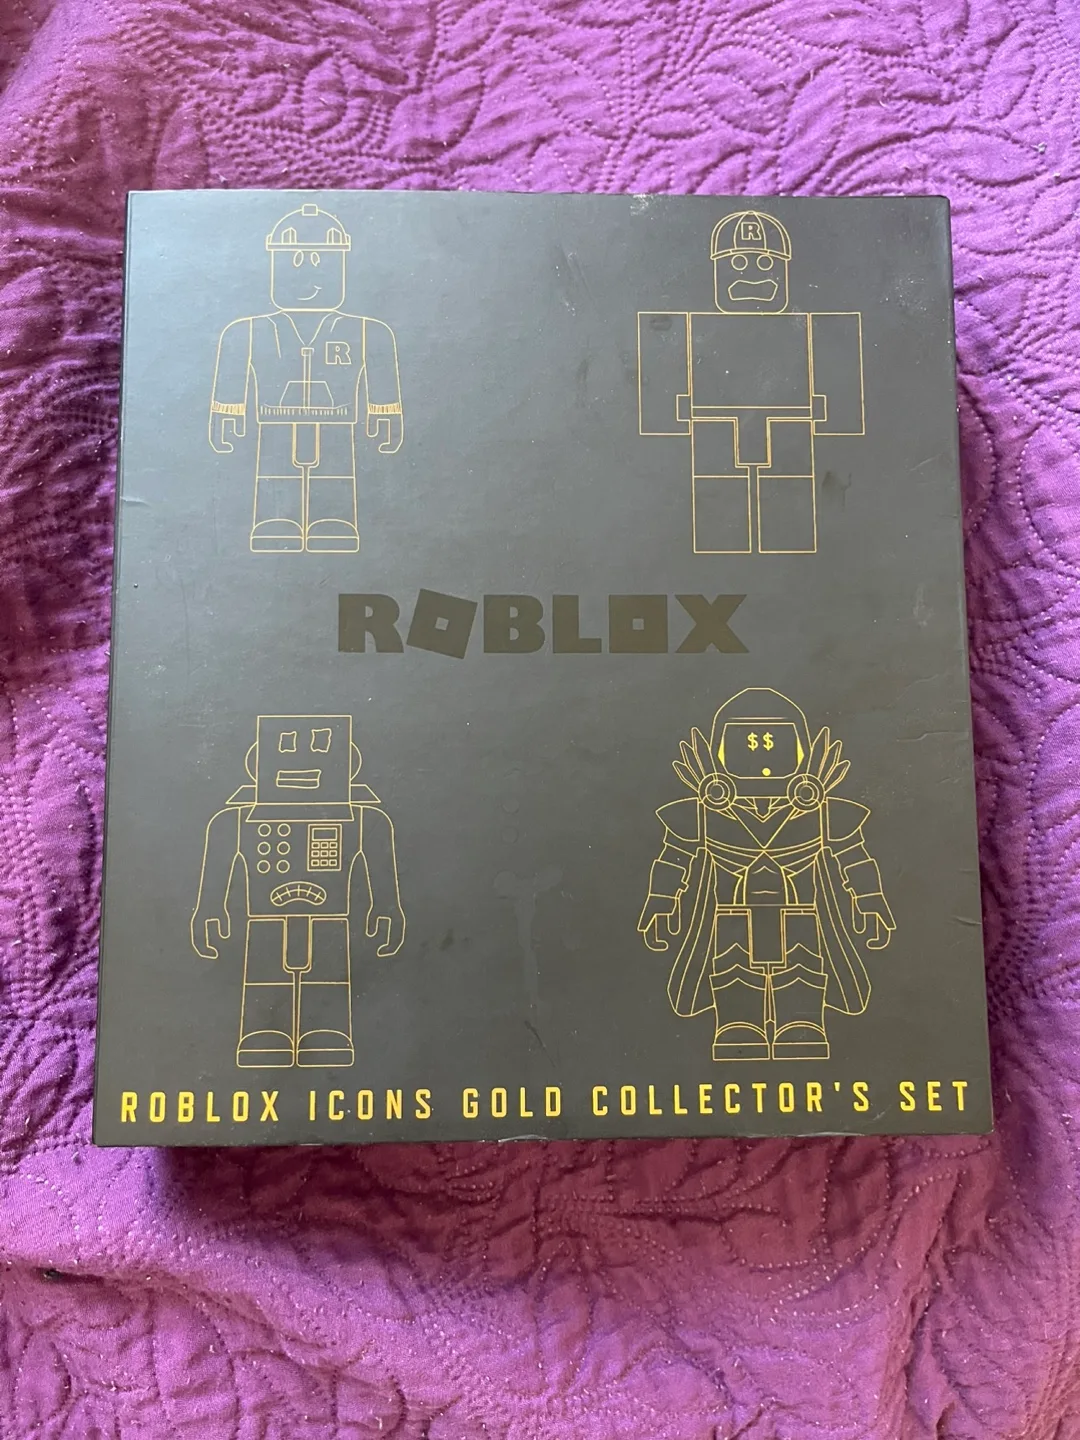 R
R
ROBLOX
$$
ROBLOX ICONS GOLD COLLECTOR'S SET